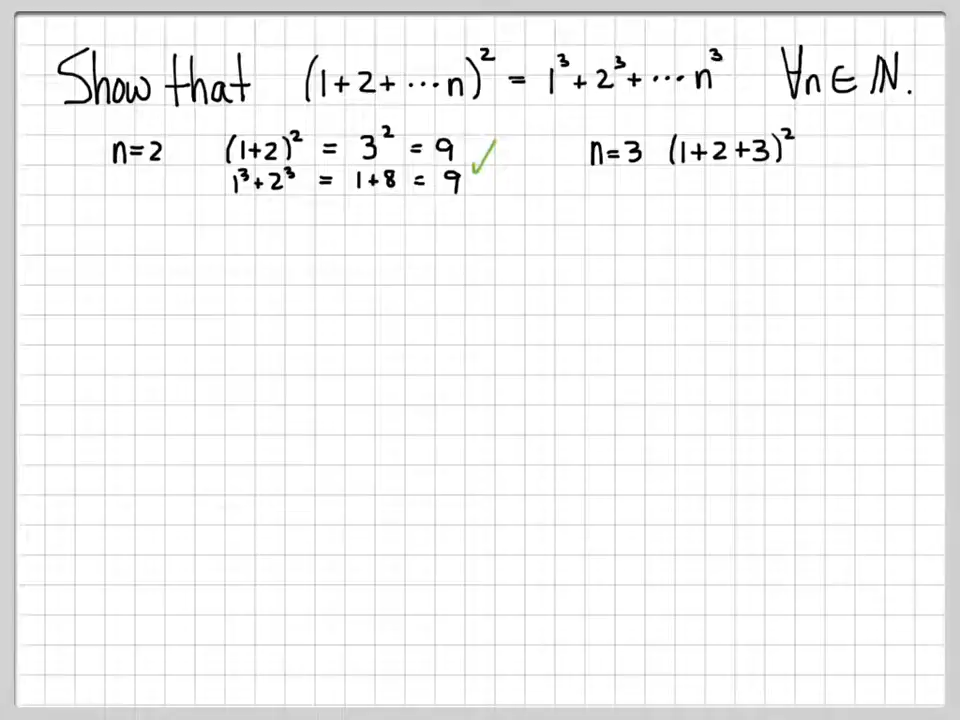 Show that (1+2+⋯n)² = 1³+2³+⋯n³ ∀n∈ℕ.
n=2 (1+2)² = 3² = 9 ✓ n=3 (1+2+3)²
1³+2³ = 1+8 = 9